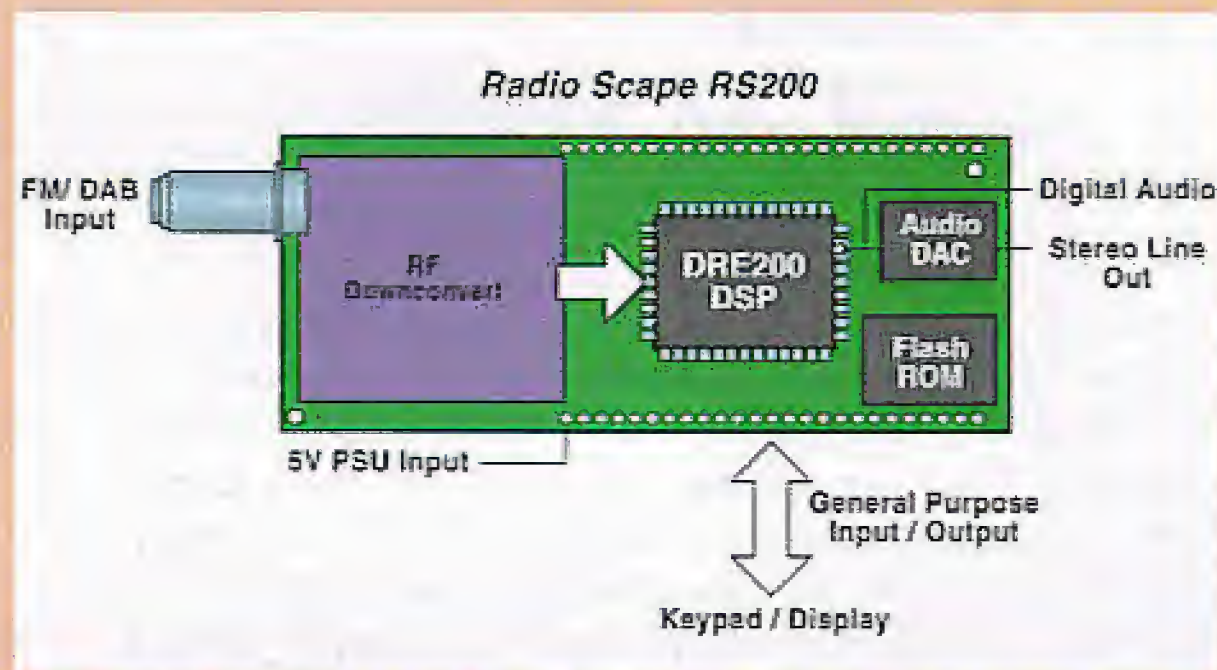 Radio Scape RS200
FM/ DAB
Input
RF
Downconvert
DRE200
DSP
Audio
DAC
Flash
ROM
Digital Audio
Stereo Line
Out
5V PSU Input
General Purpose
Input / Output
Keypad / Display